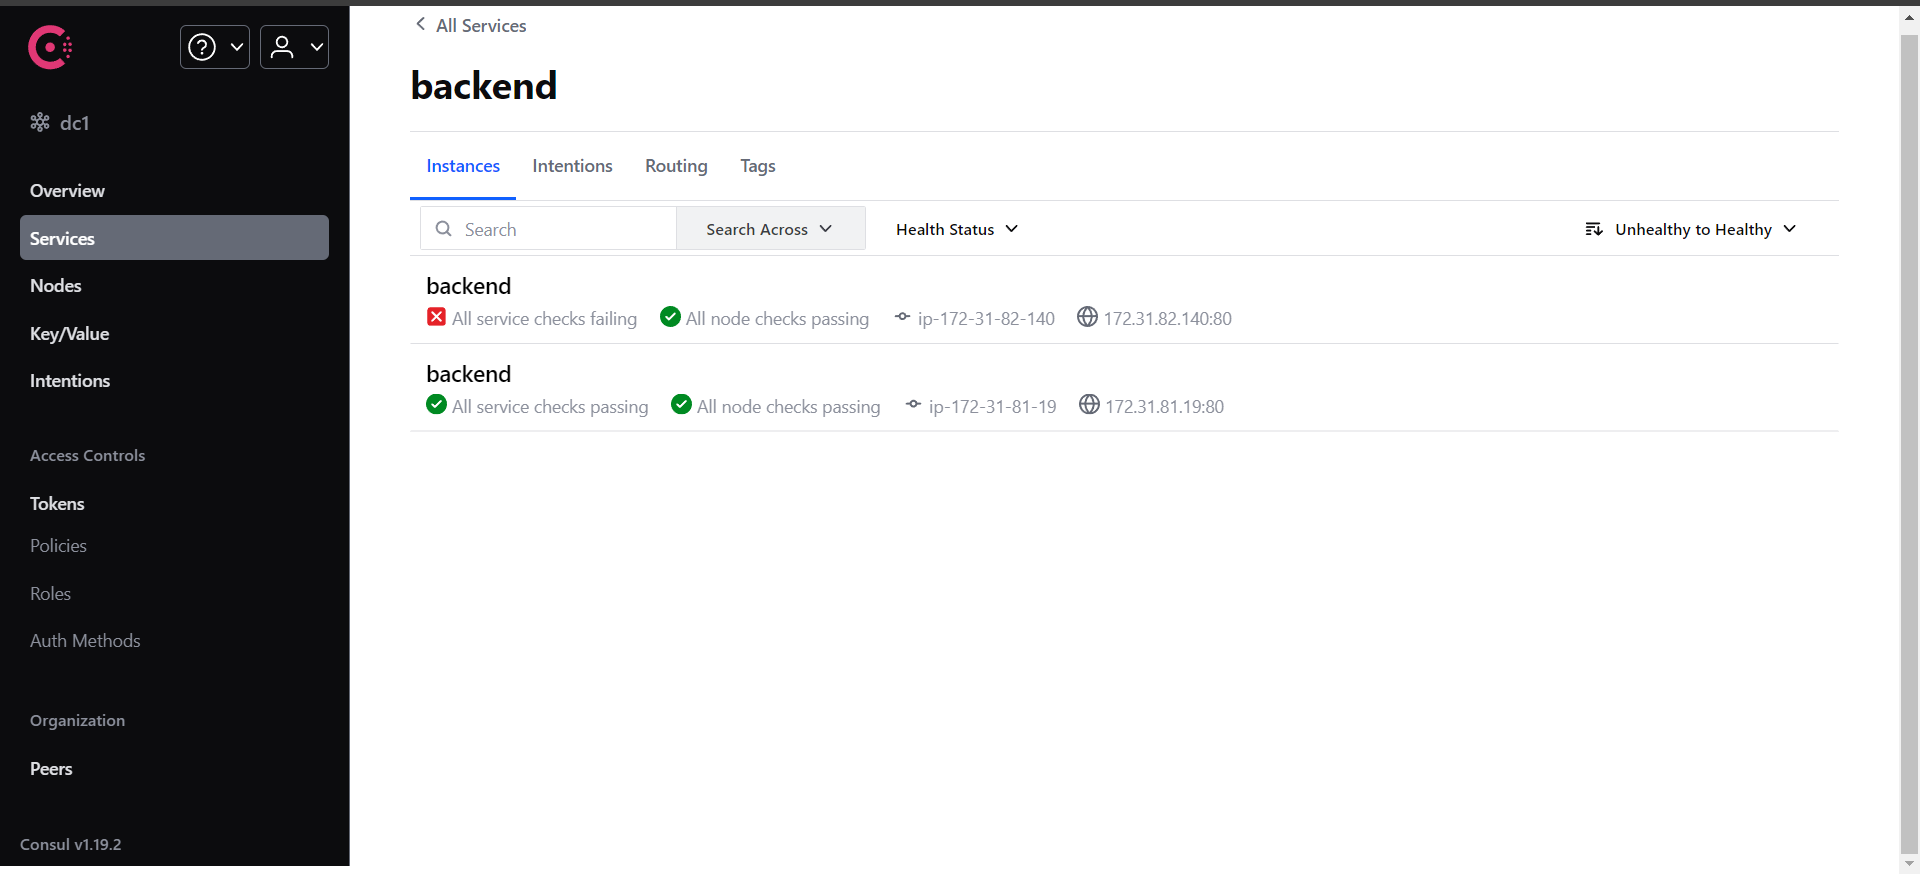 dc1
Overview
Services
Nodes
Key/Value
Intentions
Access Controls
Tokens
Policies
Roles
Auth Methods
Organization
Peers
Consul v1.19.2
All Services
backend
Instances Intentions Routing Tags
Search Search Across Health Status Unhealthy to Healthy
backend
All service checks failing All node checks passing ip-172-31-82-140 172.31.82.140:80
backend
All service checks passing All node checks passing ip-172-31-81-19 172.31.81.19:80